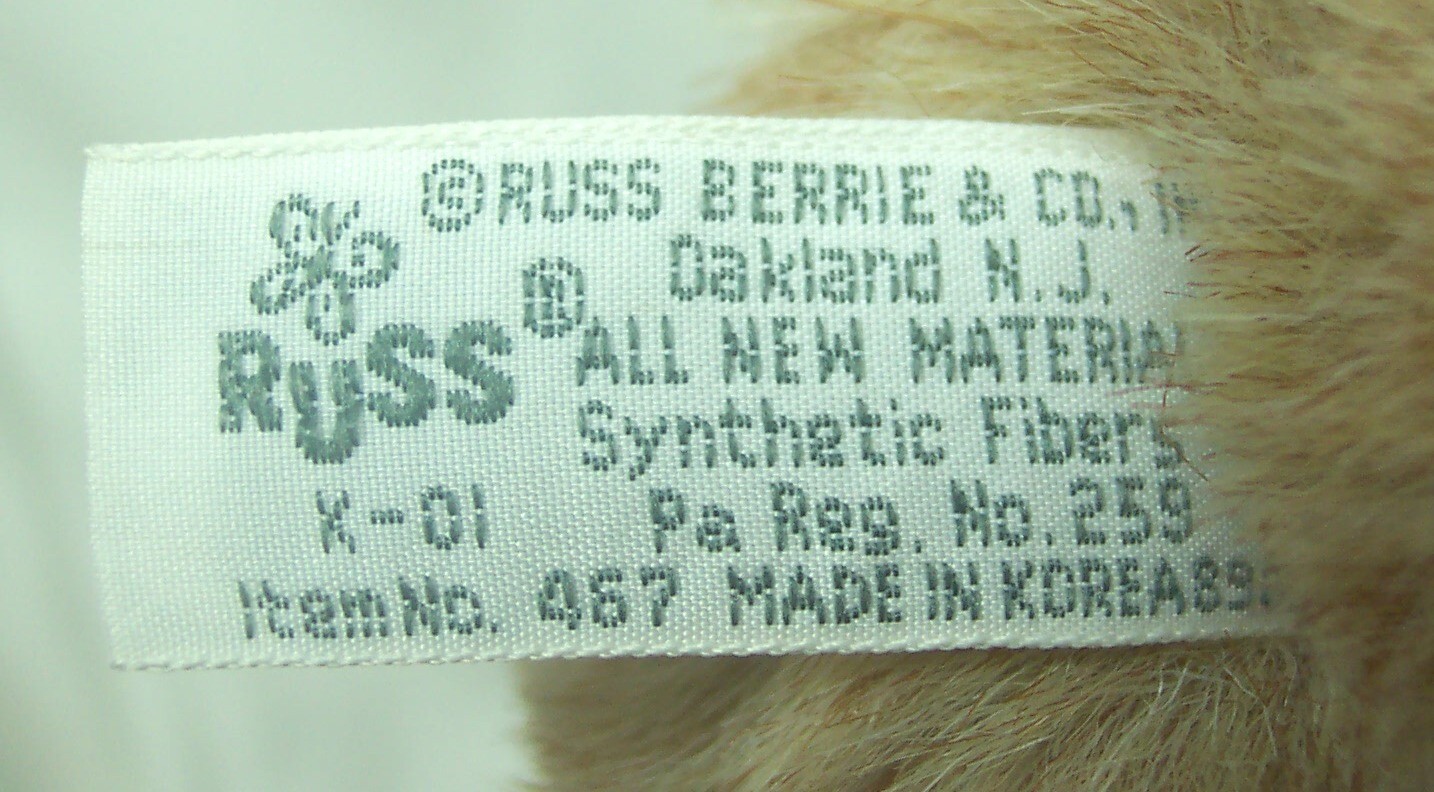 ©RUSS BERRIE & CO.,
Oakland N.J.
RUSS®
ALL NEW MATERIA
Synthetic Fibers
K-01
Pa Reg. No. 259
Item No. 467 MADE IN KOREA